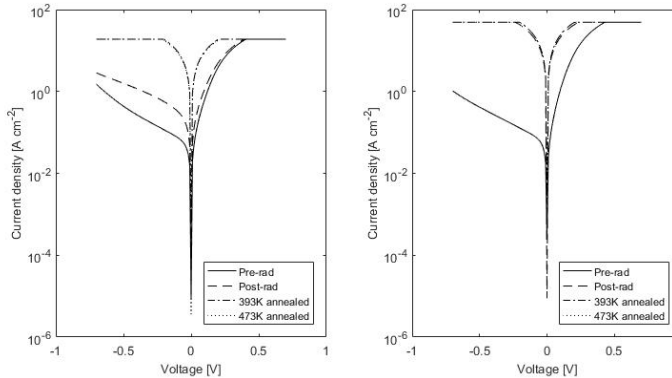 10^2
10^0
10^-2
10^-4
10^-6
Current density [A cm^-2]
-1
-0.5
0
0.5
1
Voltage [V]
Pre-rad
Post-rad
393K annealed
473K annealed
10^2
10^0
10^-2
10^-4
10^-6
Current density [A cm^-2]
-1
-0.5
0
0.5
1
Voltage [V]
Pre-rad
Post-rad
393K annealed
473K annealed